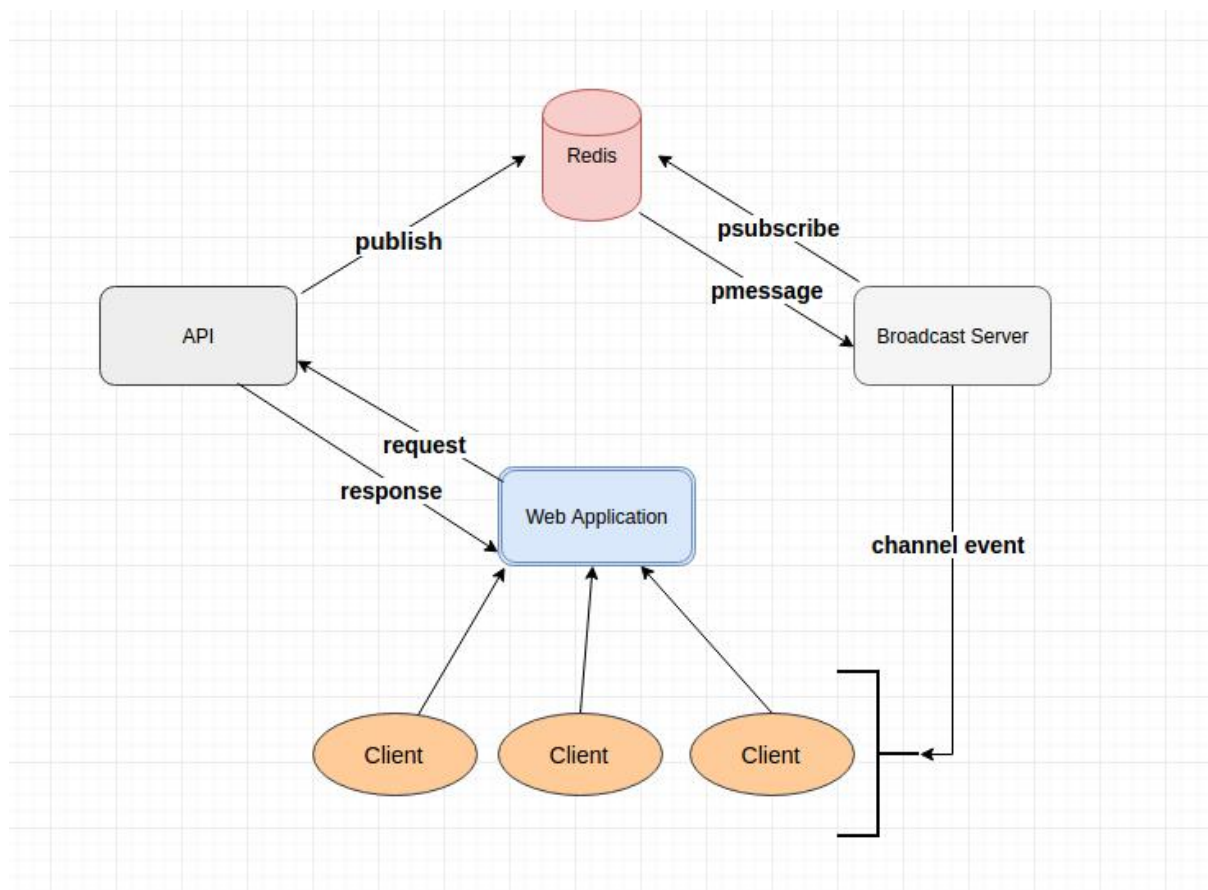 Redis
publish
psubscribe
pmessage
API
Broadcast Server
request
response
Web Application
channel event
Client
Client
Client